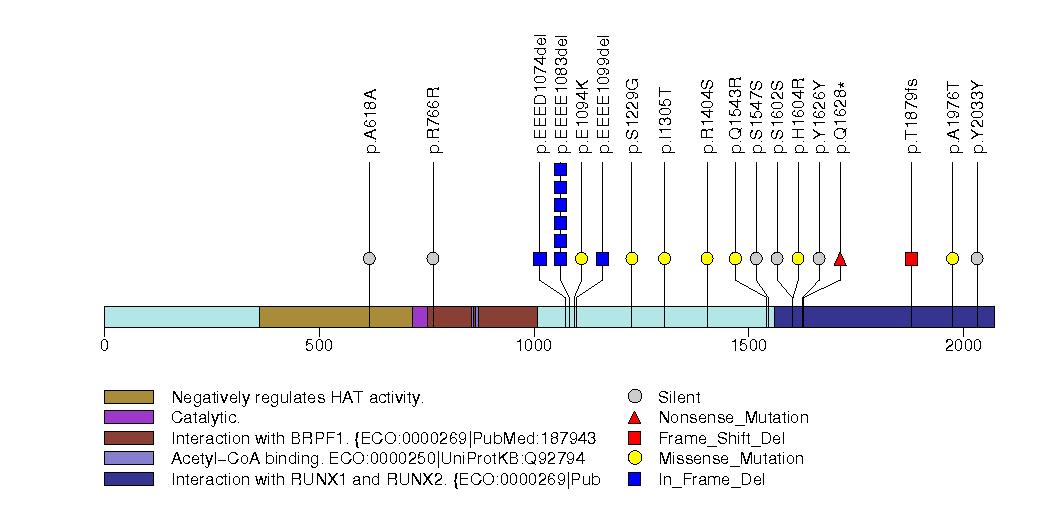 p.A618A
p.R766R
p.EEED1074del
p.EEEE1083del
p.E1094K
p.EEEE1099del
p.S1229G
p.I1305T
p.R1404S
p.Q1543R
p.S1547S
p.S1602S
p.H1604R
p.Y1626Y
p.Q1628*
p.T1879fs
p.A1976T
p.Y2033Y
0 500 1000 1500 2000
Negatively regulates HAT activity. Silent
Catalytic. Nonsense_Mutation
Interaction with BRPF1. {ECO:0000269|PubMed:187943 Frame_Shift_Del
Acetyl-CoA binding. ECO:0000250|UniProtKB:Q92794 Missense_Mutation
Interaction with RUNX1 and RUNX2. {ECO:0000269|Pub In_Frame_Del